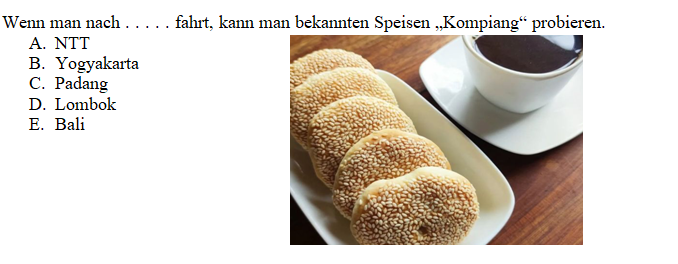 Wenn man nach . . . . . fahrt, kann man bekannten Speisen „Kompiang“ probieren.
A. NTT
B. Yogyakarta
C. Padang
D. Lombok
E. Bali